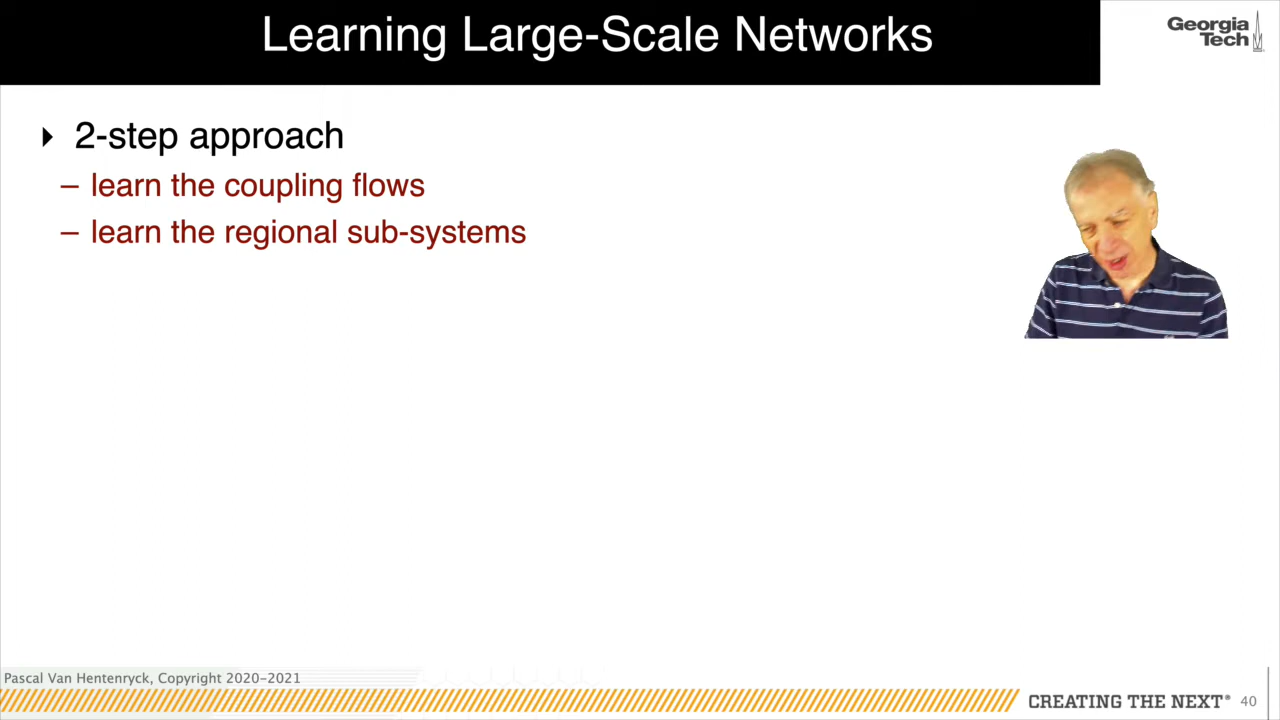 Learning Large-Scale Networks
Georgia
Tech
2-step approach
– learn the coupling flows
– learn the regional sub-systems
Pascal Van Hentenryck, Copyright 2020-2021
CREATING THE NEXT®
40